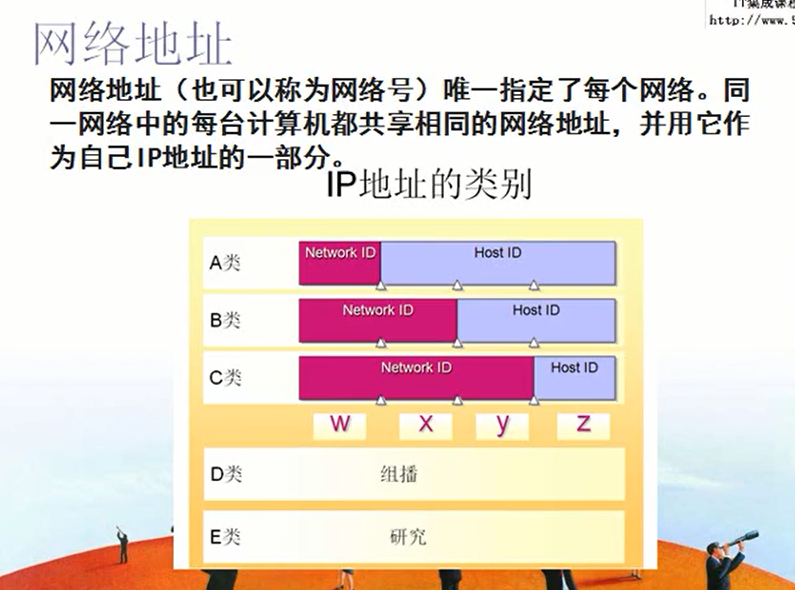 IT集成课程
http://www.
网络地址
网络地址（也可以称为网络号）唯一指定了每个网络。同
一网络中的每台计算机都共享相同的网络地址，并用它作
为自己IP地址的一部分。
IP地址的类别
A类 Network ID Host ID
B类 Network ID Host ID
C类 Network ID Host ID
w x y z
D类 组播
E类 研究